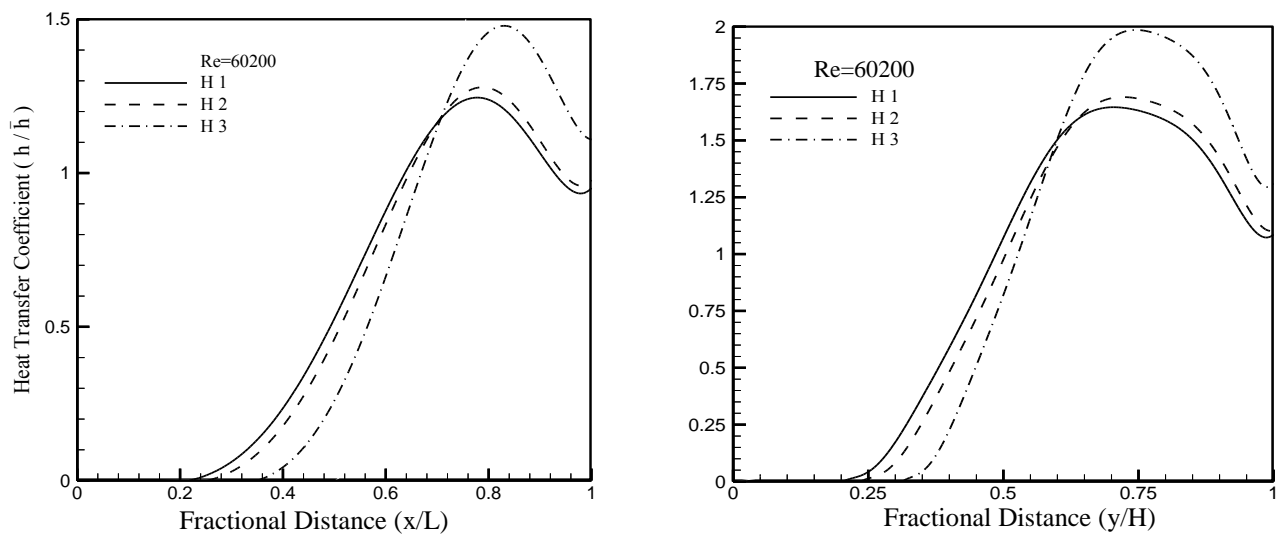 1.5
1
0.5
0
Heat Transfer Coefficient ( h / h̄ )
Re=60200
H 1
H 2
H 3
0 0.2 0.4 0.6 0.8 1
Fractional Distance (x/L)
2
1.75
1.5
1.25
1
0.75
0.5
0.25
0
Re=60200
H 1
H 2
H 3
0 0.25 0.5 0.75 1
Fractional Distance (y/H)